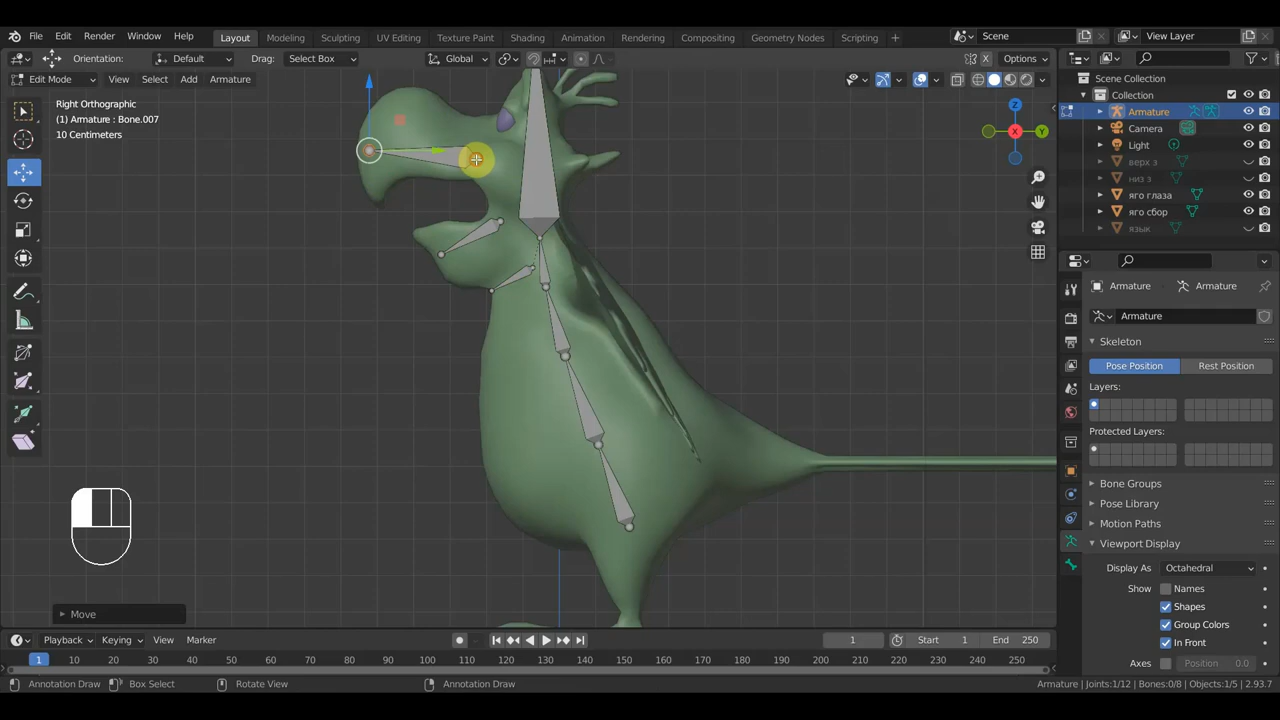 File Edit Render Window Help Layout Modeling Sculpting UV Editing Texture Paint Shading Animation Rendering Compositing Geometry Nodes Scripting + Scene View Layer
Orientation: Default Drag: Select Box Global Options
Edit Mode View Select Add Armature
Right Orthographic
(1) Armature : Bone.007
10 Centimeters
Z
X
Y
Scene Collection
Collection
Armature
Camera
Light
верх з
низ з
яго глаза
яго сбор
язык
Armature Armature
Armature
Skeleton
Pose Position Rest Position
Layers:
Protected Layers:
Bone Groups
Pose Library
Motion Paths
Viewport Display
Display As Octahedral
Show Names
Shapes
Group Colors
In Front
Axes Position 0.0
Move
Playback Keying View Marker 1 Start 1 End 250
1 10 20 30 40 50 60 70 80 90 100 110 120 130 140 150 160 170 180 190 200 210 220 230 240 250
Annotation Draw Box Select Rotate View Annotation Draw Armature | Joints:1/12 | Bones:0/8 | Objects:1/5 | 2.93.7